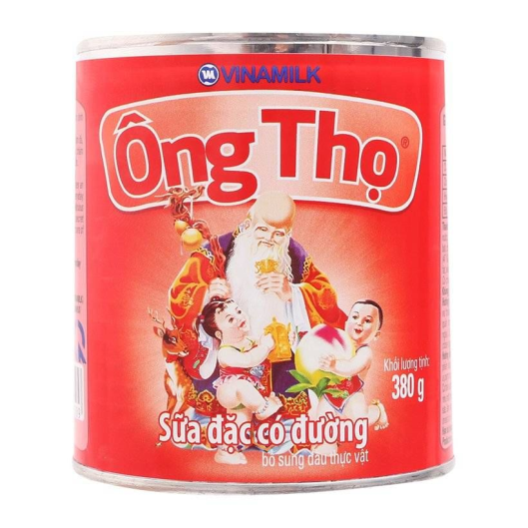 VINAMILK
Ông Thọ®
Khối lượng tịnh:
380 g
Sữa đặc có đường
bổ sung dầu thực vật